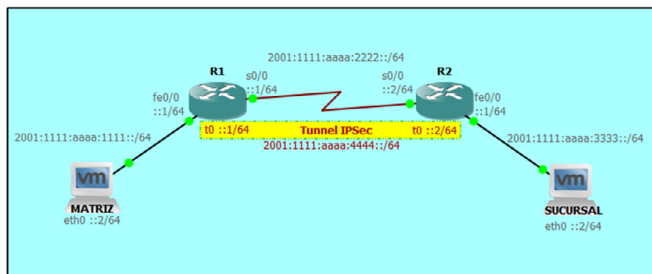 2001:1111:aaaa:2222::/64
R1
R2
s0/0
::1/64
s0/0
::2/64
fe0/0
::1/64
fe0/0
::1/64
t0 ::1/64
Tunnel IPSec
t0 ::2/64
2001:1111:aaaa:1111::/64
2001:1111:aaaa:4444::/64
2001:1111:aaaa:3333::/64
vm
vm
MATRIZ
SUCURSAL
eth0 ::2/64
eth0 ::2/64